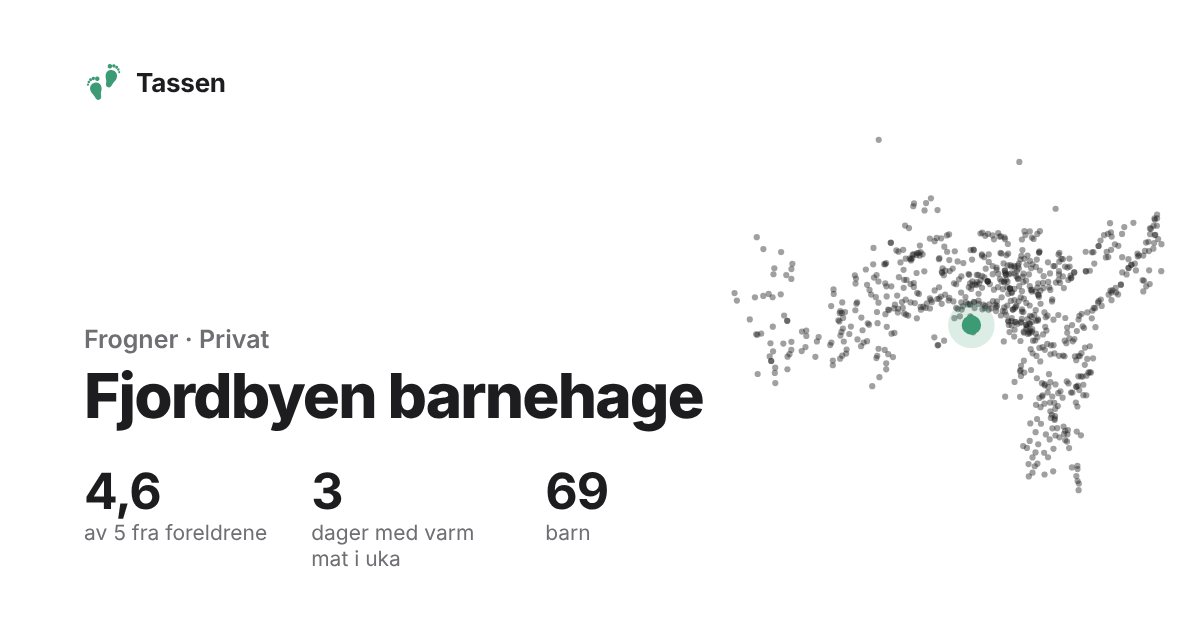 Tassen
Frogner · Privat
Fjordbyen barnehage
4,6
av 5 fra foreldrene
3
dager med varm
mat i uka
69
barn